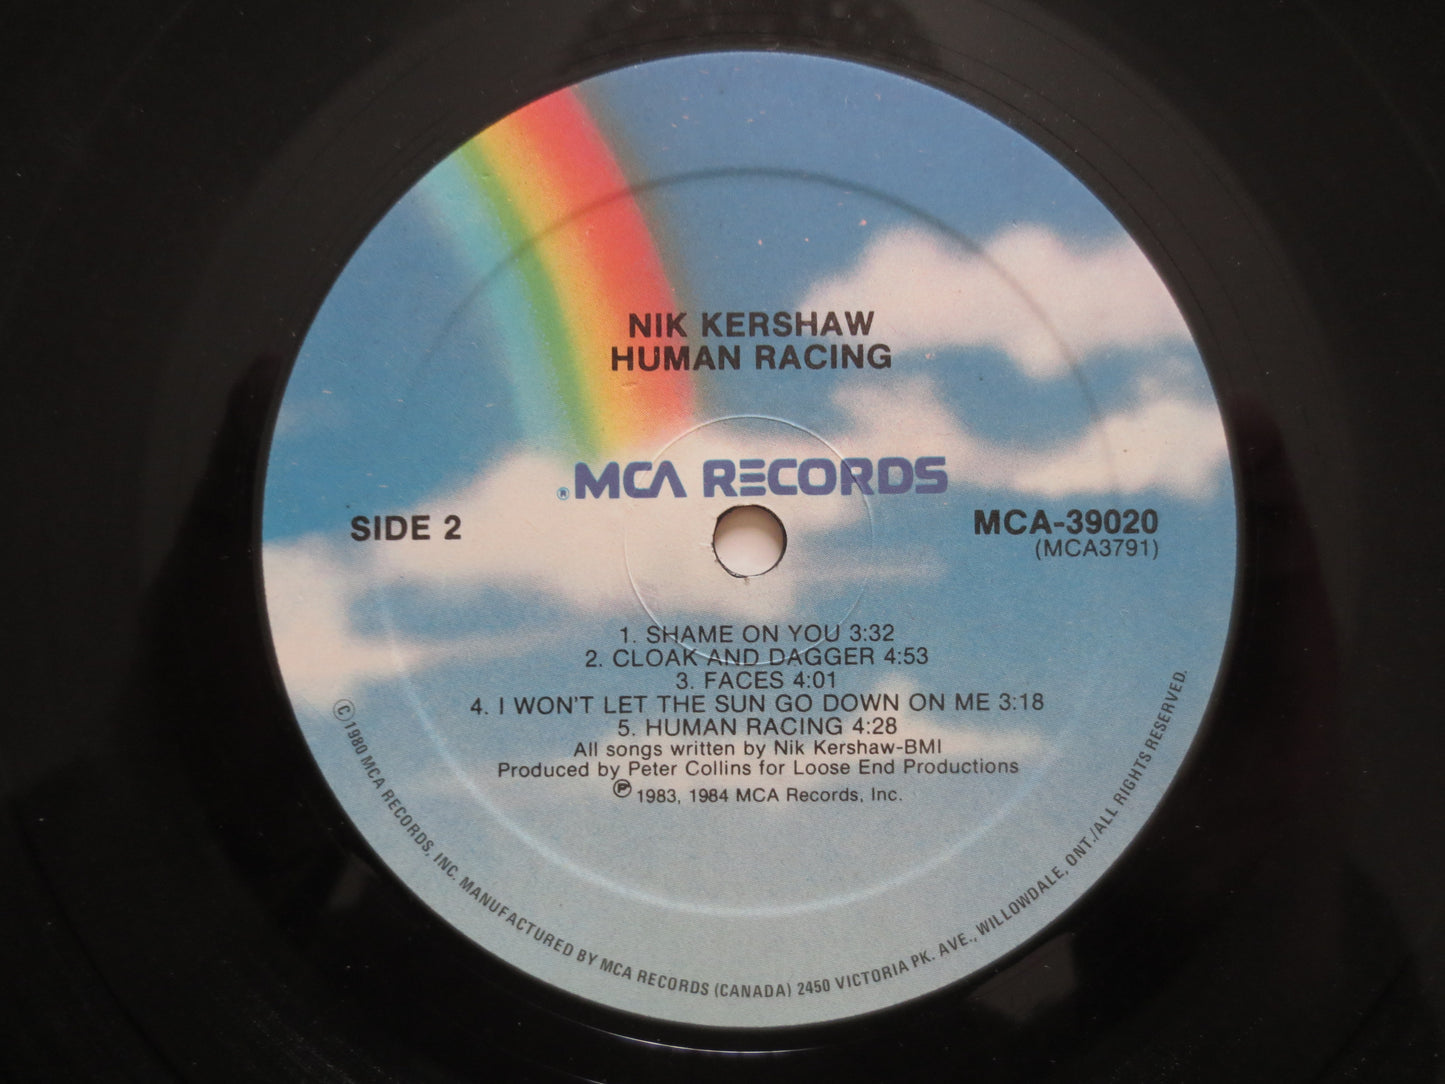 NIK KERSHAW
HUMAN RACING
® MCA RECORDS
SIDE 2
MCA-39020
(MCA3791)
1. SHAME ON YOU 3:32
2. CLOAK AND DAGGER 4:53
3. FACES 4:01
4. I WON'T LET THE SUN GO DOWN ON ME 3:18
5. HUMAN RACING 4:28
All songs written by Nik Kershaw-BMI
Produced by Peter Collins for Loose End Productions
℗ 1983, 1984 MCA Records, Inc.
©1980 MCA RECORDS, INC. MANUFACTURED BY MCA RECORDS (CANADA) 2450 VICTORIA PK. AVE., WILLOWDALE, ONT./ALL RIGHTS RESERVED.